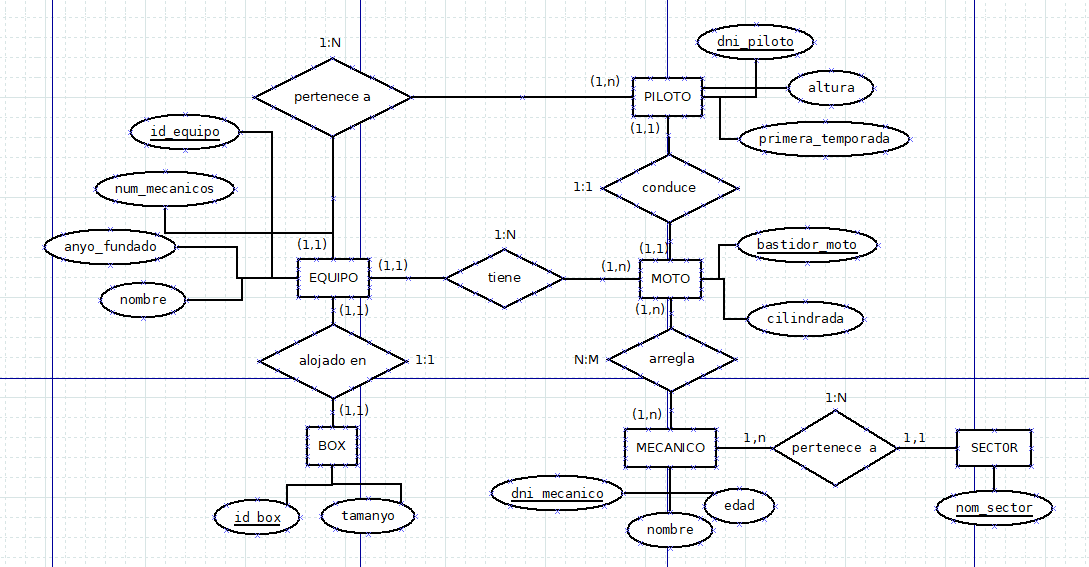 dni_piloto
1:N
(1,n)
PILOTO
altura
pertenece a
id_equipo
(1,1)
primera_temporada
num_mecanicos
1:1
conduce
anyo_fundado
(1,1)
1:N
(1,1)
bastidor_moto
(1,1)
(1,n)
EQUIPO
tiene
MOTO
nombre
(1,1)
(1,n)
cilindrada
alojado en
1:1
N:M
arregla
1:N
(1,1)
(1,n)
BOX
MECANICO
1,n
pertenece a
1,1
SECTOR
dni_mecanico
edad
nom_sector
id_box
tamanyo
nombre